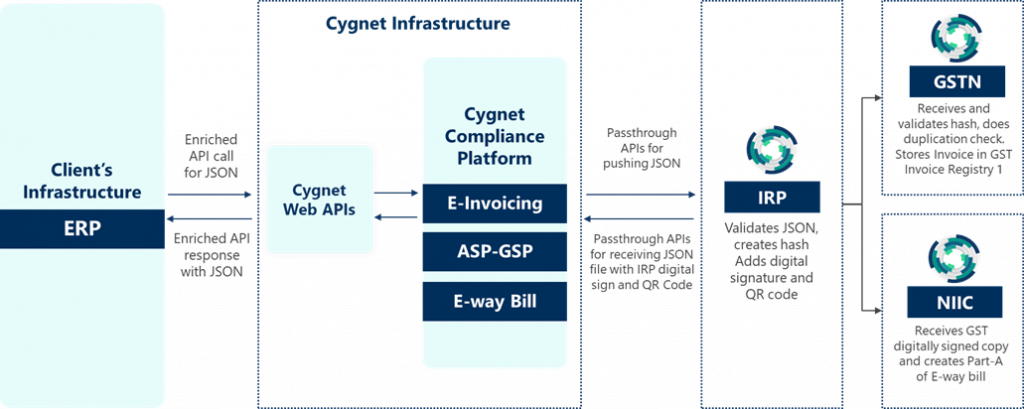 Client's
Infrastructure
ERP
Enriched
API call
for JSON
Enriched API
response
with JSON
Cygnet Infrastructure
Cygnet
Web APIs
Cygnet
Compliance
Platform
E-Invoicing
ASP-GSP
E-way Bill
Passthrough
APIs for
pushing JSON
Passthrough APIs
for receiving JSON
file with IRP digital
sign and QR Code
IRP
Validates JSON,
creates hash
Adds digital
signature and
QR code
GSTN
Receives and
validates hash, does
duplication check.
Stores Invoice in GST
Invoice Registry 1
NIIC
Receives GST
digitally signed copy
and creates Part-A
of E-way bill